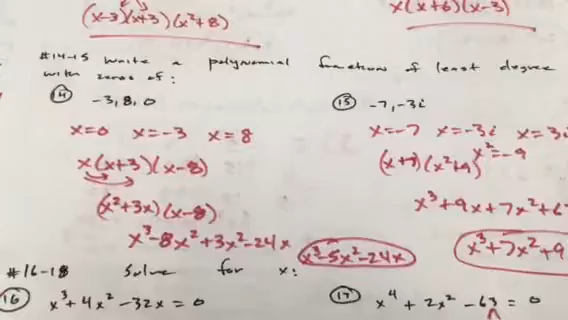 (x-3)(x+3)(x²+8)
x(x+6)(x-3)
#14-15 write a polynomial function of least degree
with zeros of:
(14) -3, 8, 0
x=0 x=-3 x=8
x(x+3)(x-8)
(x²+3x)(x-8)
x³-8x²+3x²-24x
x³-5x²-24x
(15) -7, -3i
x=-7 x=-3i x=3i
x²=-9
(x+7)(x²+9)
x³+9x+7x²+6
x³+7x²+9
#16-18 Solve for x:
(16) x³+4x²-32x=0
(17) x⁴+2x²-63=0